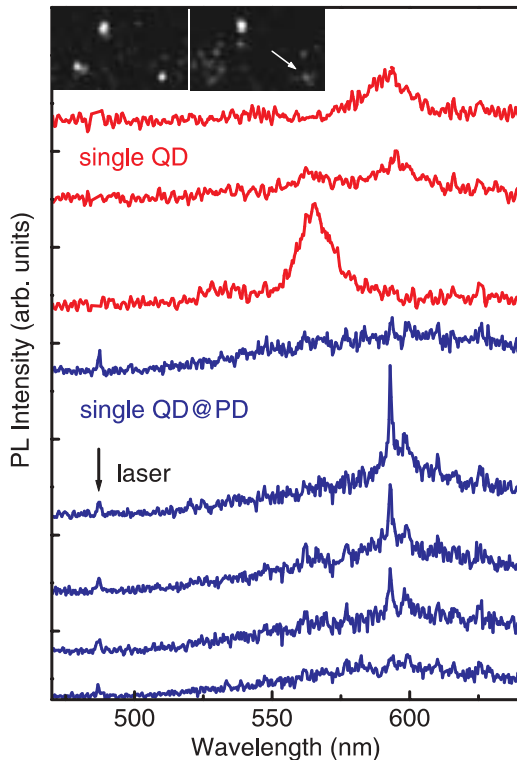 single QD
single QD@PD
laser
PL Intensity (arb. units)
500 550 600
Wavelength (nm)